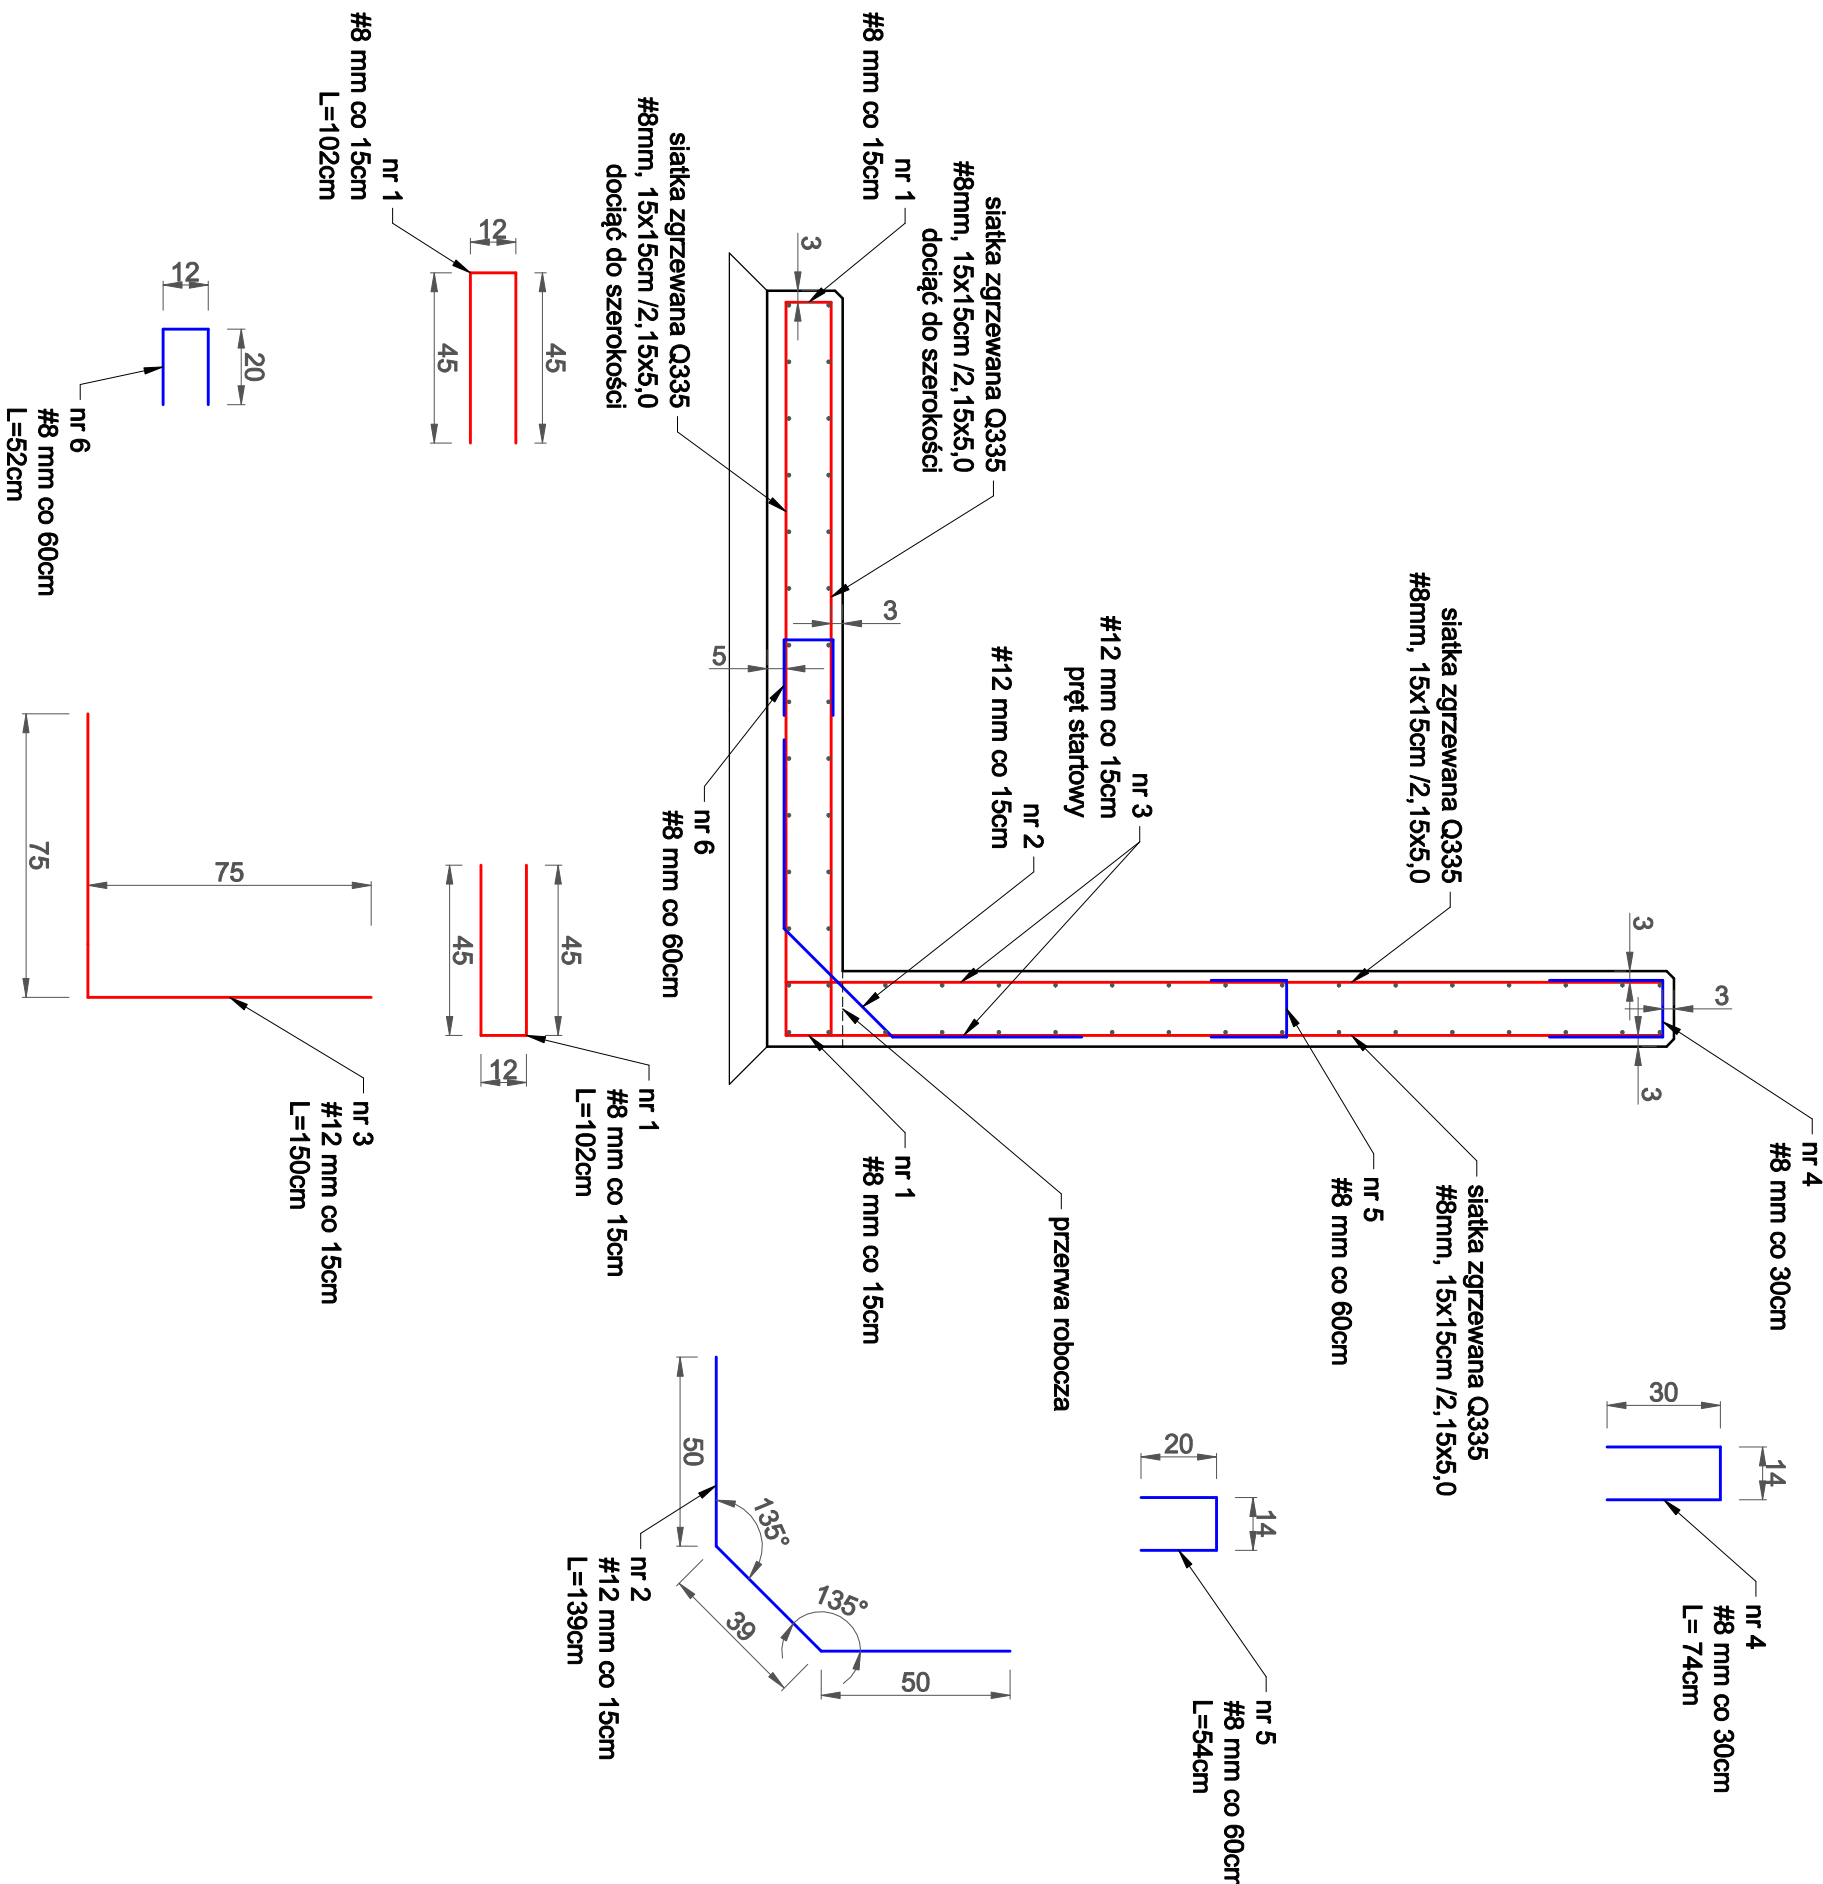 nr 4
#8 mm co 30cm
3
3
3
siatka zgrzewana Q335
#8mm, 15x15cm /2,15x5,0
siatka zgrzewana Q335
#8mm, 15x15cm /2,15x5,0
nr 5
#8 mm co 60cm
nr 3
#12 mm co 15cm
pręt startowy
nr 2
#12 mm co 15cm
przerwa robocza
siatka zgrzewana Q335
#8mm, 15x15cm /2,15x5,0
dociąć do szerokości
nr 1
#8 mm co 15cm
3
3
5
nr 1
#8 mm co 15cm
siatka zgrzewana Q335
#8mm, 15x15cm /2,15x5,0
dociąć do szerokości
nr 6
#8 mm co 60cm
30
14
nr 4
#8 mm co 30cm
L= 74cm
20
14
nr 5
#8 mm co 60cm
L=54cm
50
135°
135°
39
50
nr 2
#12 mm co 15cm
L=139cm
nr 1
#8 mm co 15cm
L=102cm
12
45
45
45
45
12
nr 1
#8 mm co 15cm
L=102cm
12
20
nr 6
#8 mm co 60cm
L=52cm
75
75
nr 3
#12 mm co 15cm
L=150cm